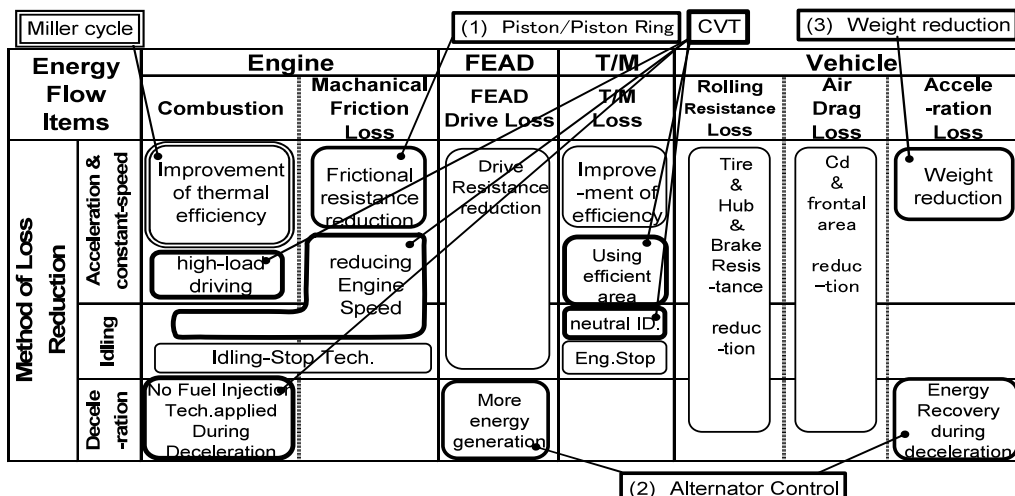 Miller cycle
(1) Piston/Piston Ring
CVT
(3) Weight reduction
Energy
Flow
Items
Engine
FEAD
T/M
Vehicle
Combustion
Machanical
Friction
Loss
FEAD
Drive Loss
T/M
Loss
Rolling
Resistance
Loss
Air
Drag
Loss
Accele
-ration
Loss
Method of Loss
Reduction
Acceleration &
constant-speed
Improvement
of thermal
efficiency
Frictional
resistance
reduction
Drive
Resistance
reduction
Improve
-ment of
efficiency
Tire
&
Hub
&
Brake
Resis
-tance
reduc
-tion
Cd
&
frontal
area
reduc
-tion
Weight
reduction
high-load
driving
reducing
Engine
Speed
Using
efficient
area
Idling
neutral ID.
Idling-Stop Tech.
Eng.Stop
Decele
-ration
No Fuel Injection
Tech.applied
During
Deceleration
More
energy
generation
Energy
Recovery
during
deceleration
(2) Alternator Control